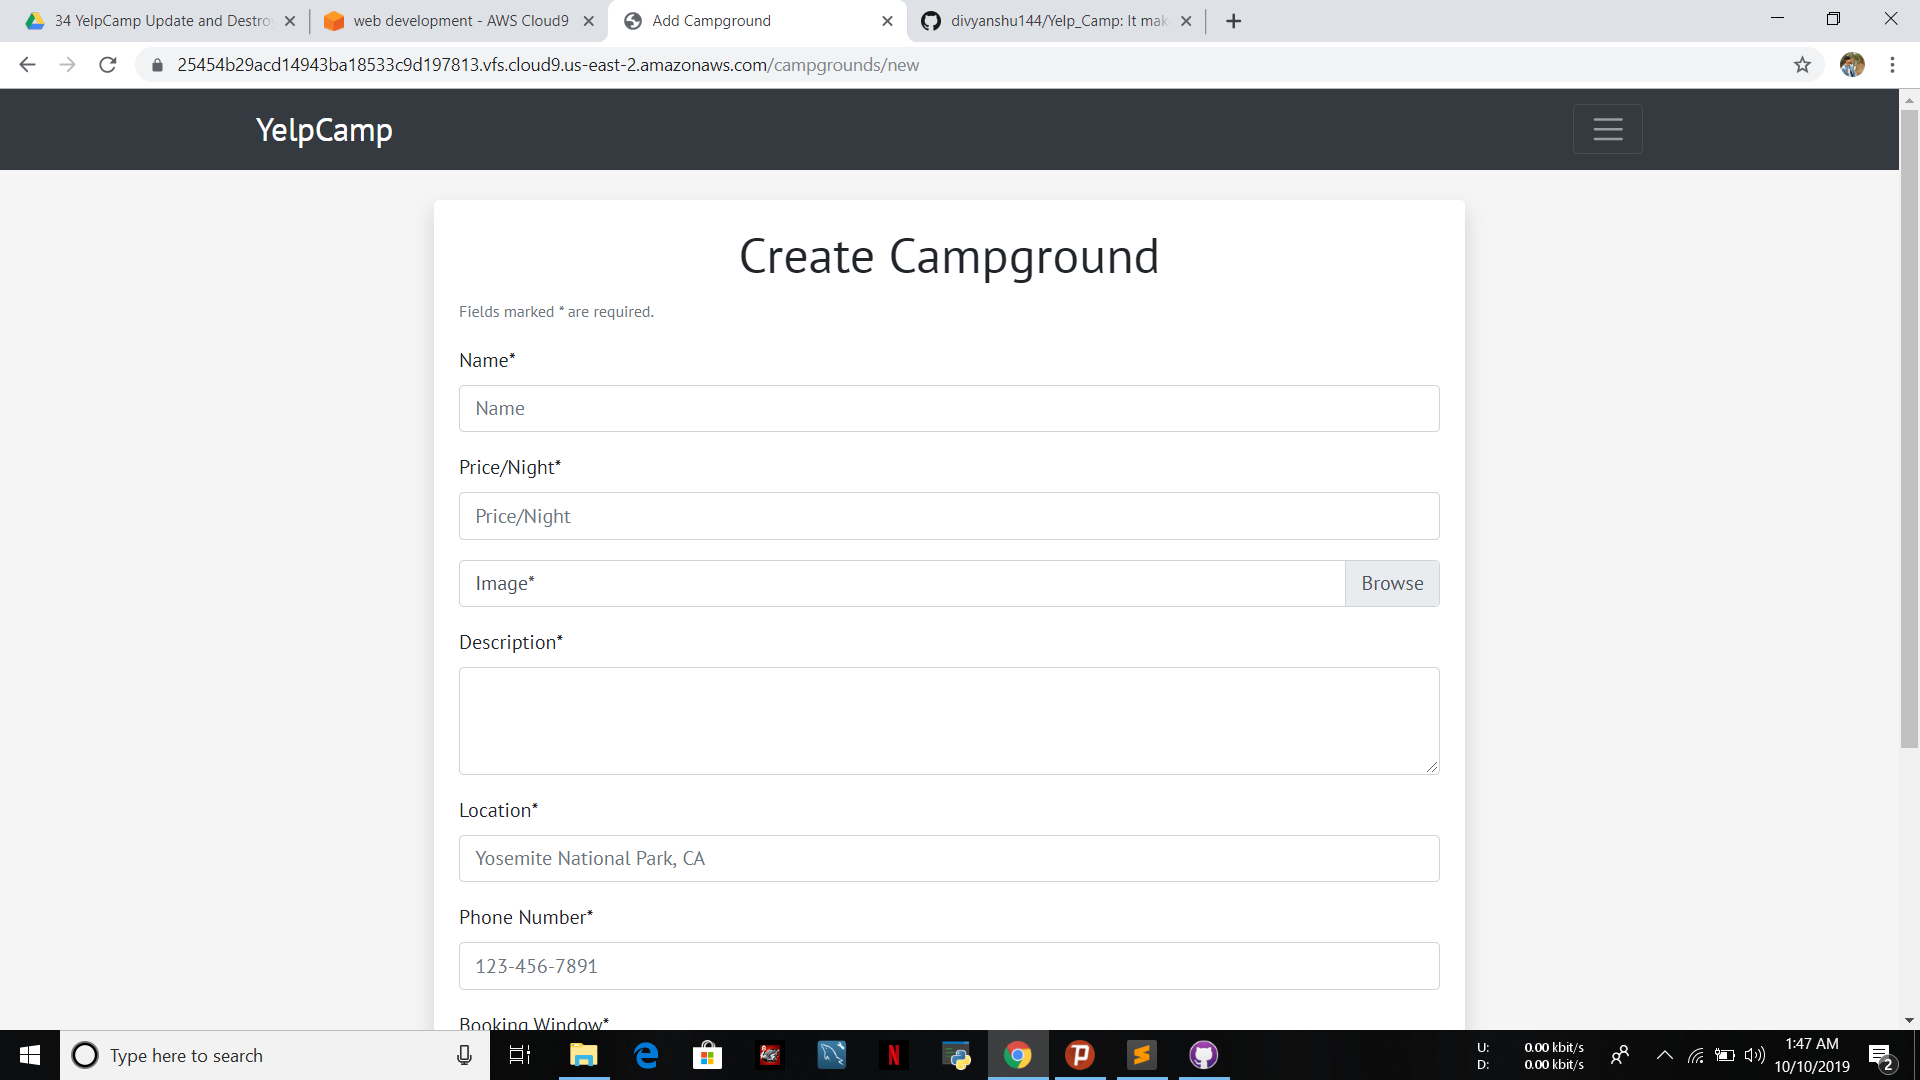 34 YelpCamp Update and Destro
web development - AWS Cloud9
Add Campground
divyanshu144/Yelp_Camp: It mak
25454b29acd14943ba18533c9d197813.vfs.cloud9.us-east-2.amazonaws.com/campgrounds/new
YelpCamp
Create Campground
Fields marked * are required.
Name*
Name
Price/Night*
Price/Night
Image*
Browse
Description*
Location*
Yosemite National Park, CA
Phone Number*
123-456-7891
Booking Window*
Type here to search
U: 0.00 kbit/s
D: 0.00 kbit/s
1:47 AM
10/10/2019
2